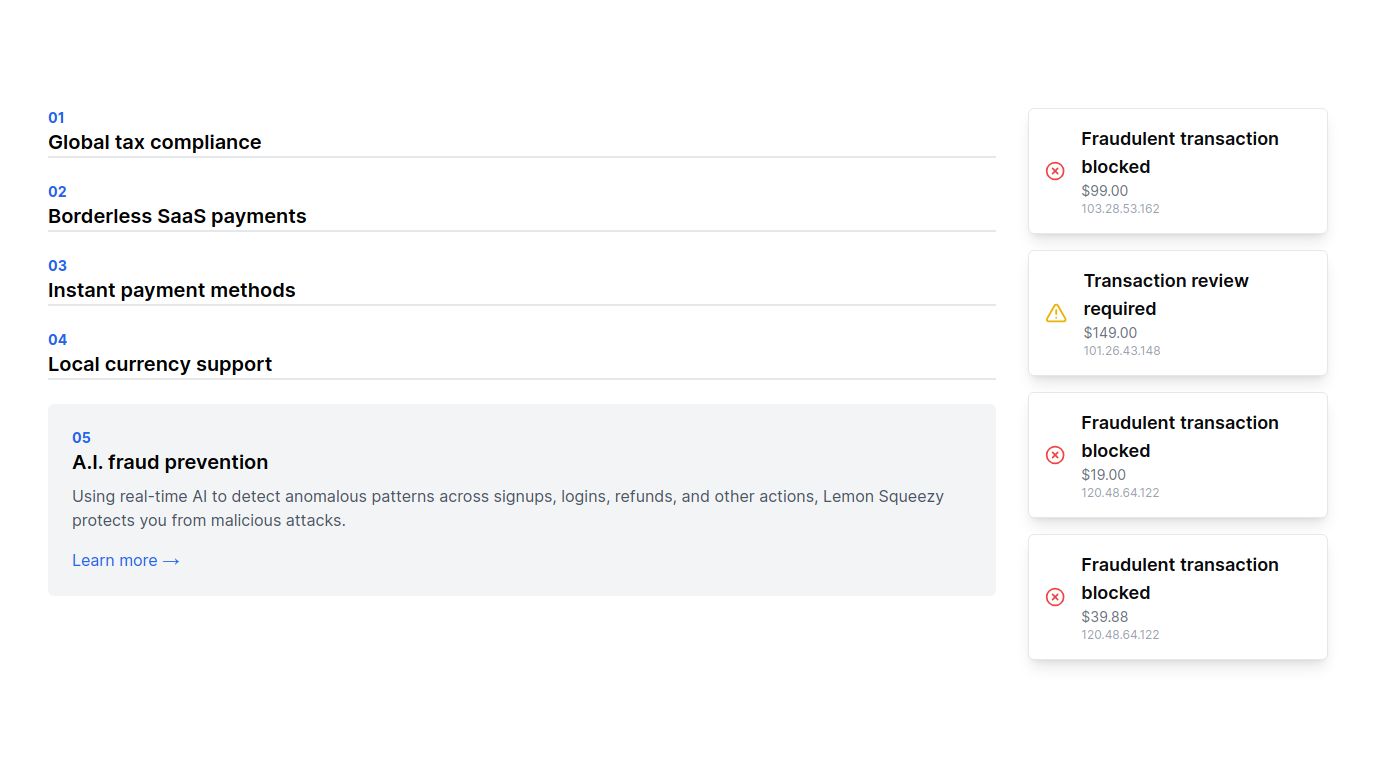 01
Global tax compliance
02
Borderless SaaS payments
03
Instant payment methods
04
Local currency support
05
A.I. fraud prevention
Using real-time AI to detect anomalous patterns across signups, logins, refunds, and other actions, Lemon Squeezy
protects you from malicious attacks.
Learn more →
Fraudulent transaction
blocked
$99.00
103.28.53.162
Transaction review
required
$149.00
101.26.43.148
Fraudulent transaction
blocked
$19.00
120.48.64.122
Fraudulent transaction
blocked
$39.88
120.48.64.122